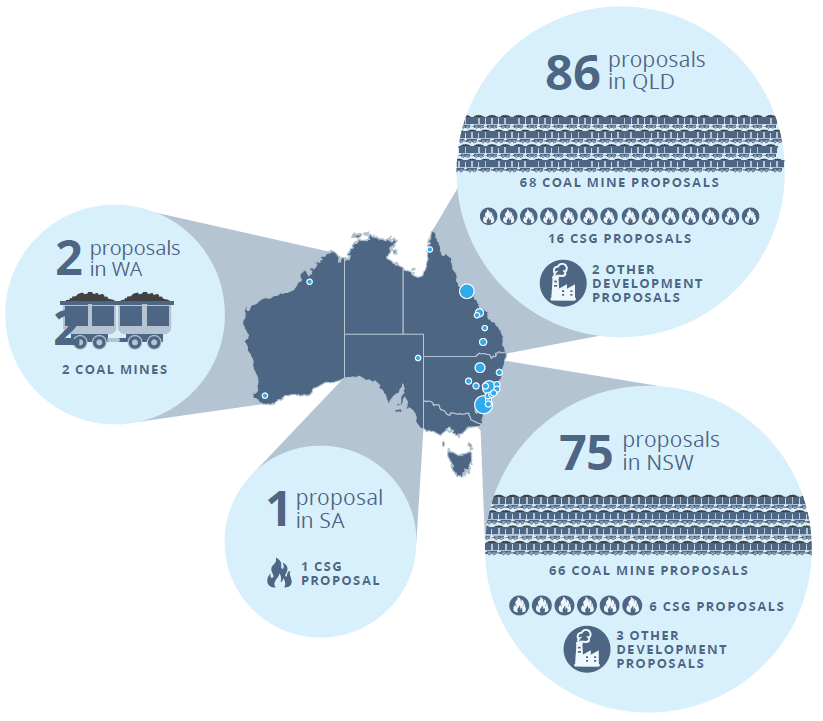 86 proposals
in QLD
68 COAL MINE PROPOSALS
16 CSG PROPOSALS
2 OTHER
DEVELOPMENT
PROPOSALS
2 proposals
in WA
2
2 COAL MINES
1 proposal
in SA
1 CSG
PROPOSAL
75 proposals
in NSW
66 COAL MINE PROPOSALS
6 CSG PROPOSALS
3 OTHER
DEVELOPMENT
PROPOSALS